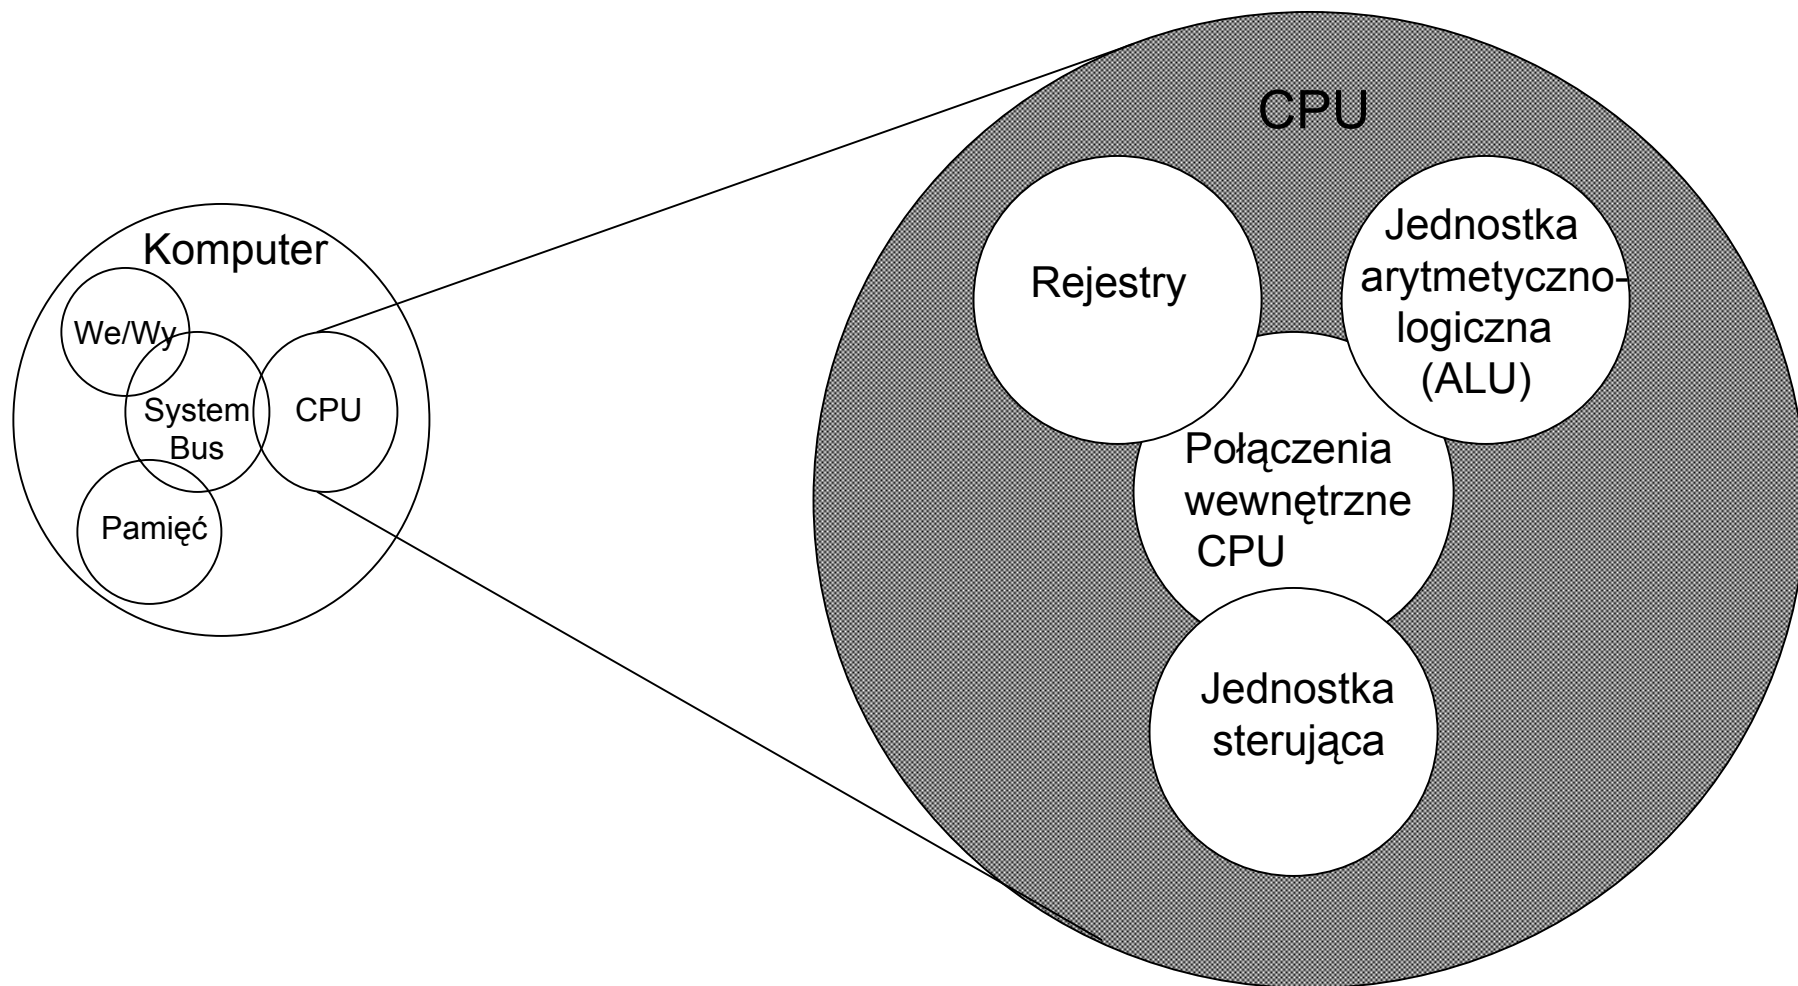 Komputer
We/Wy
System
Bus
CPU
Pamięć
CPU
Rejestry
Jednostka
arytmetyczno-
logiczna
(ALU)
Połączenia
wewnętrzne
CPU
Jednostka
sterująca